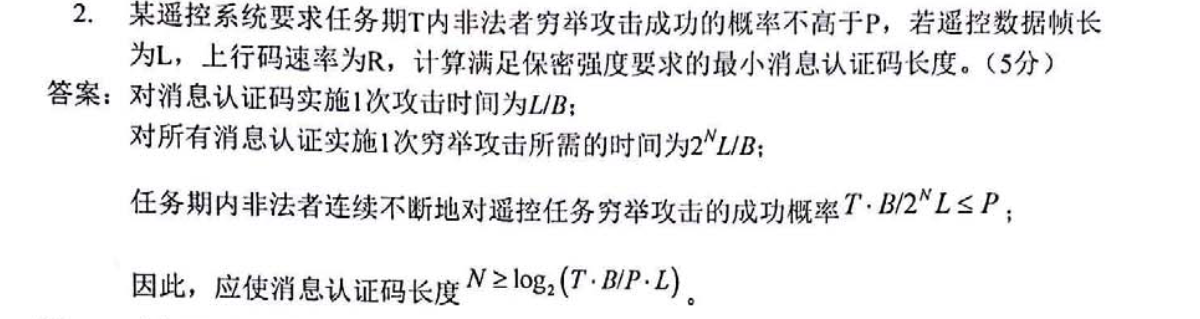 2. 某遥控系统要求任务期T内非法者穷举攻击成功的概率不高于P，若遥控数据帧长
为L，上行码速率为R，计算满足保密强度要求的最小消息认证码长度。（5分）
答案：对消息认证码实施1次攻击时间为L/B；
对所有消息认证实施1次穷举攻击所需的时间为2^N L/B；
任务期内非法者连续不断地对遥控任务穷举攻击的成功概率 T·B/2^N L≤P；
因此，应使消息认证码长度 N≥log₂(T·B/P·L)。